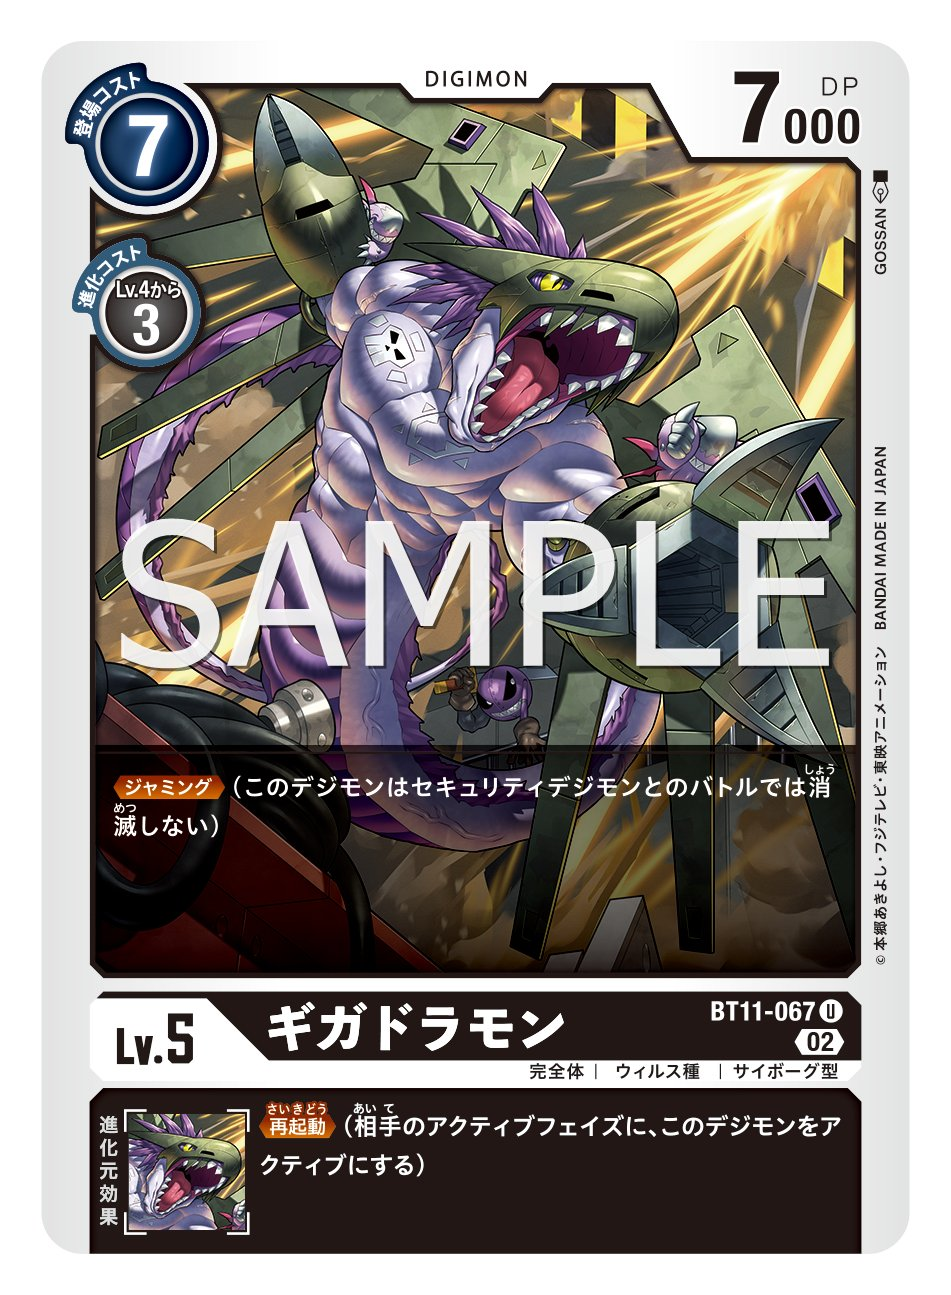 DIGIMON
登場コスト
7
7000
DP
進化コスト
Lv.4から
3
GOSSAN
BANDAI MADE IN JAPAN
©本郷あきよし・フジテレビ・東映アニメーション
SAMPLE
ジャミング（このデジモンはセキュリティデジモンとのバトルでは消しょう
滅めつしない）
Lv.5
ギガドラモン
BT11-067 U
02
完全体｜ウィルス種｜サイボーグ型
進化元効果
再起動さいきどう（相あい手てのアクティブフェイズに、このデジモンをア
クティブにする）